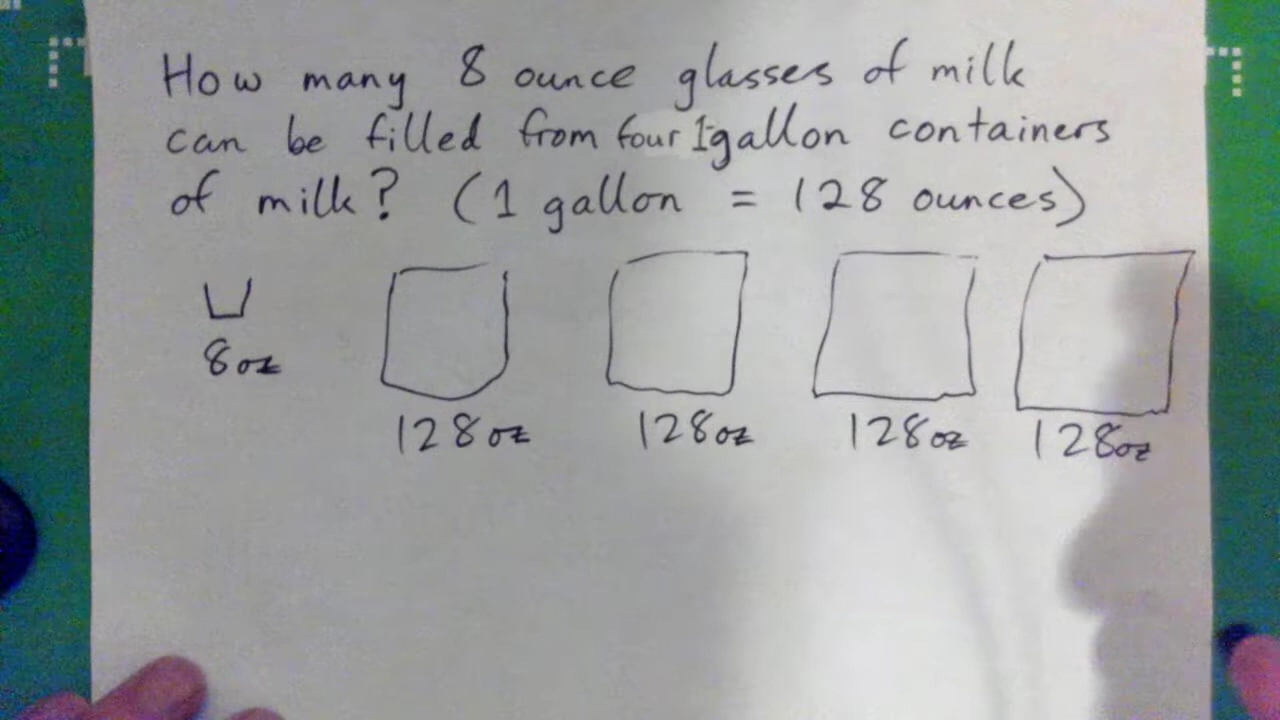 How many 8 ounce glasses of milk
can be filled from four 1-gallon containers
of milk? (1 gallon = 128 ounces)
8oz
128oz 128oz 128oz 128oz